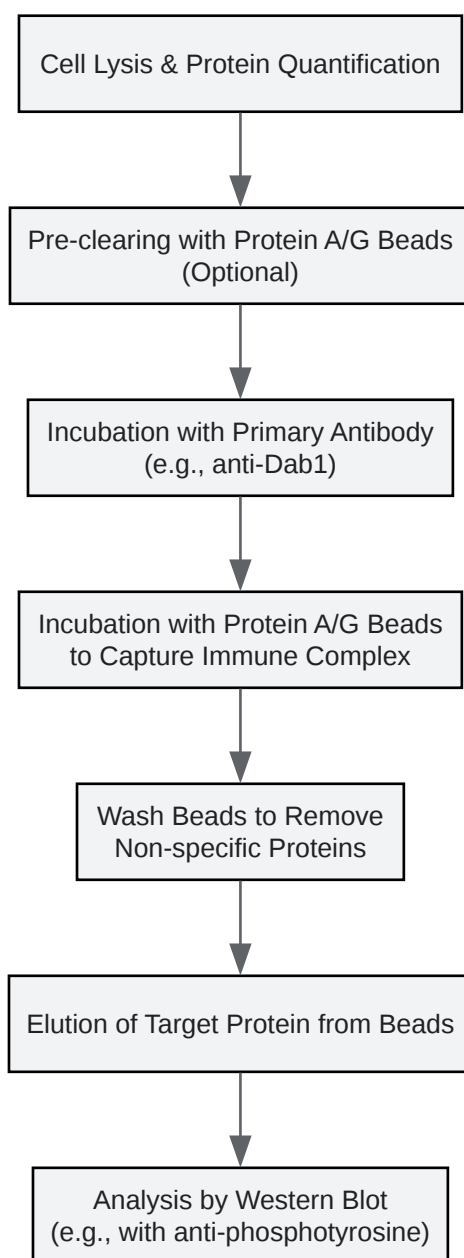 Cell Lysis & Protein Quantification
Pre-clearing with Protein A/G Beads
(Optional)
Incubation with Primary Antibody
(e.g., anti-Dab1)
Incubation with Protein A/G Beads
to Capture Immune Complex
Wash Beads to Remove
Non-specific Proteins
Elution of Target Protein from Beads
Analysis by Western Blot
(e.g., with anti-phosphotyrosine)